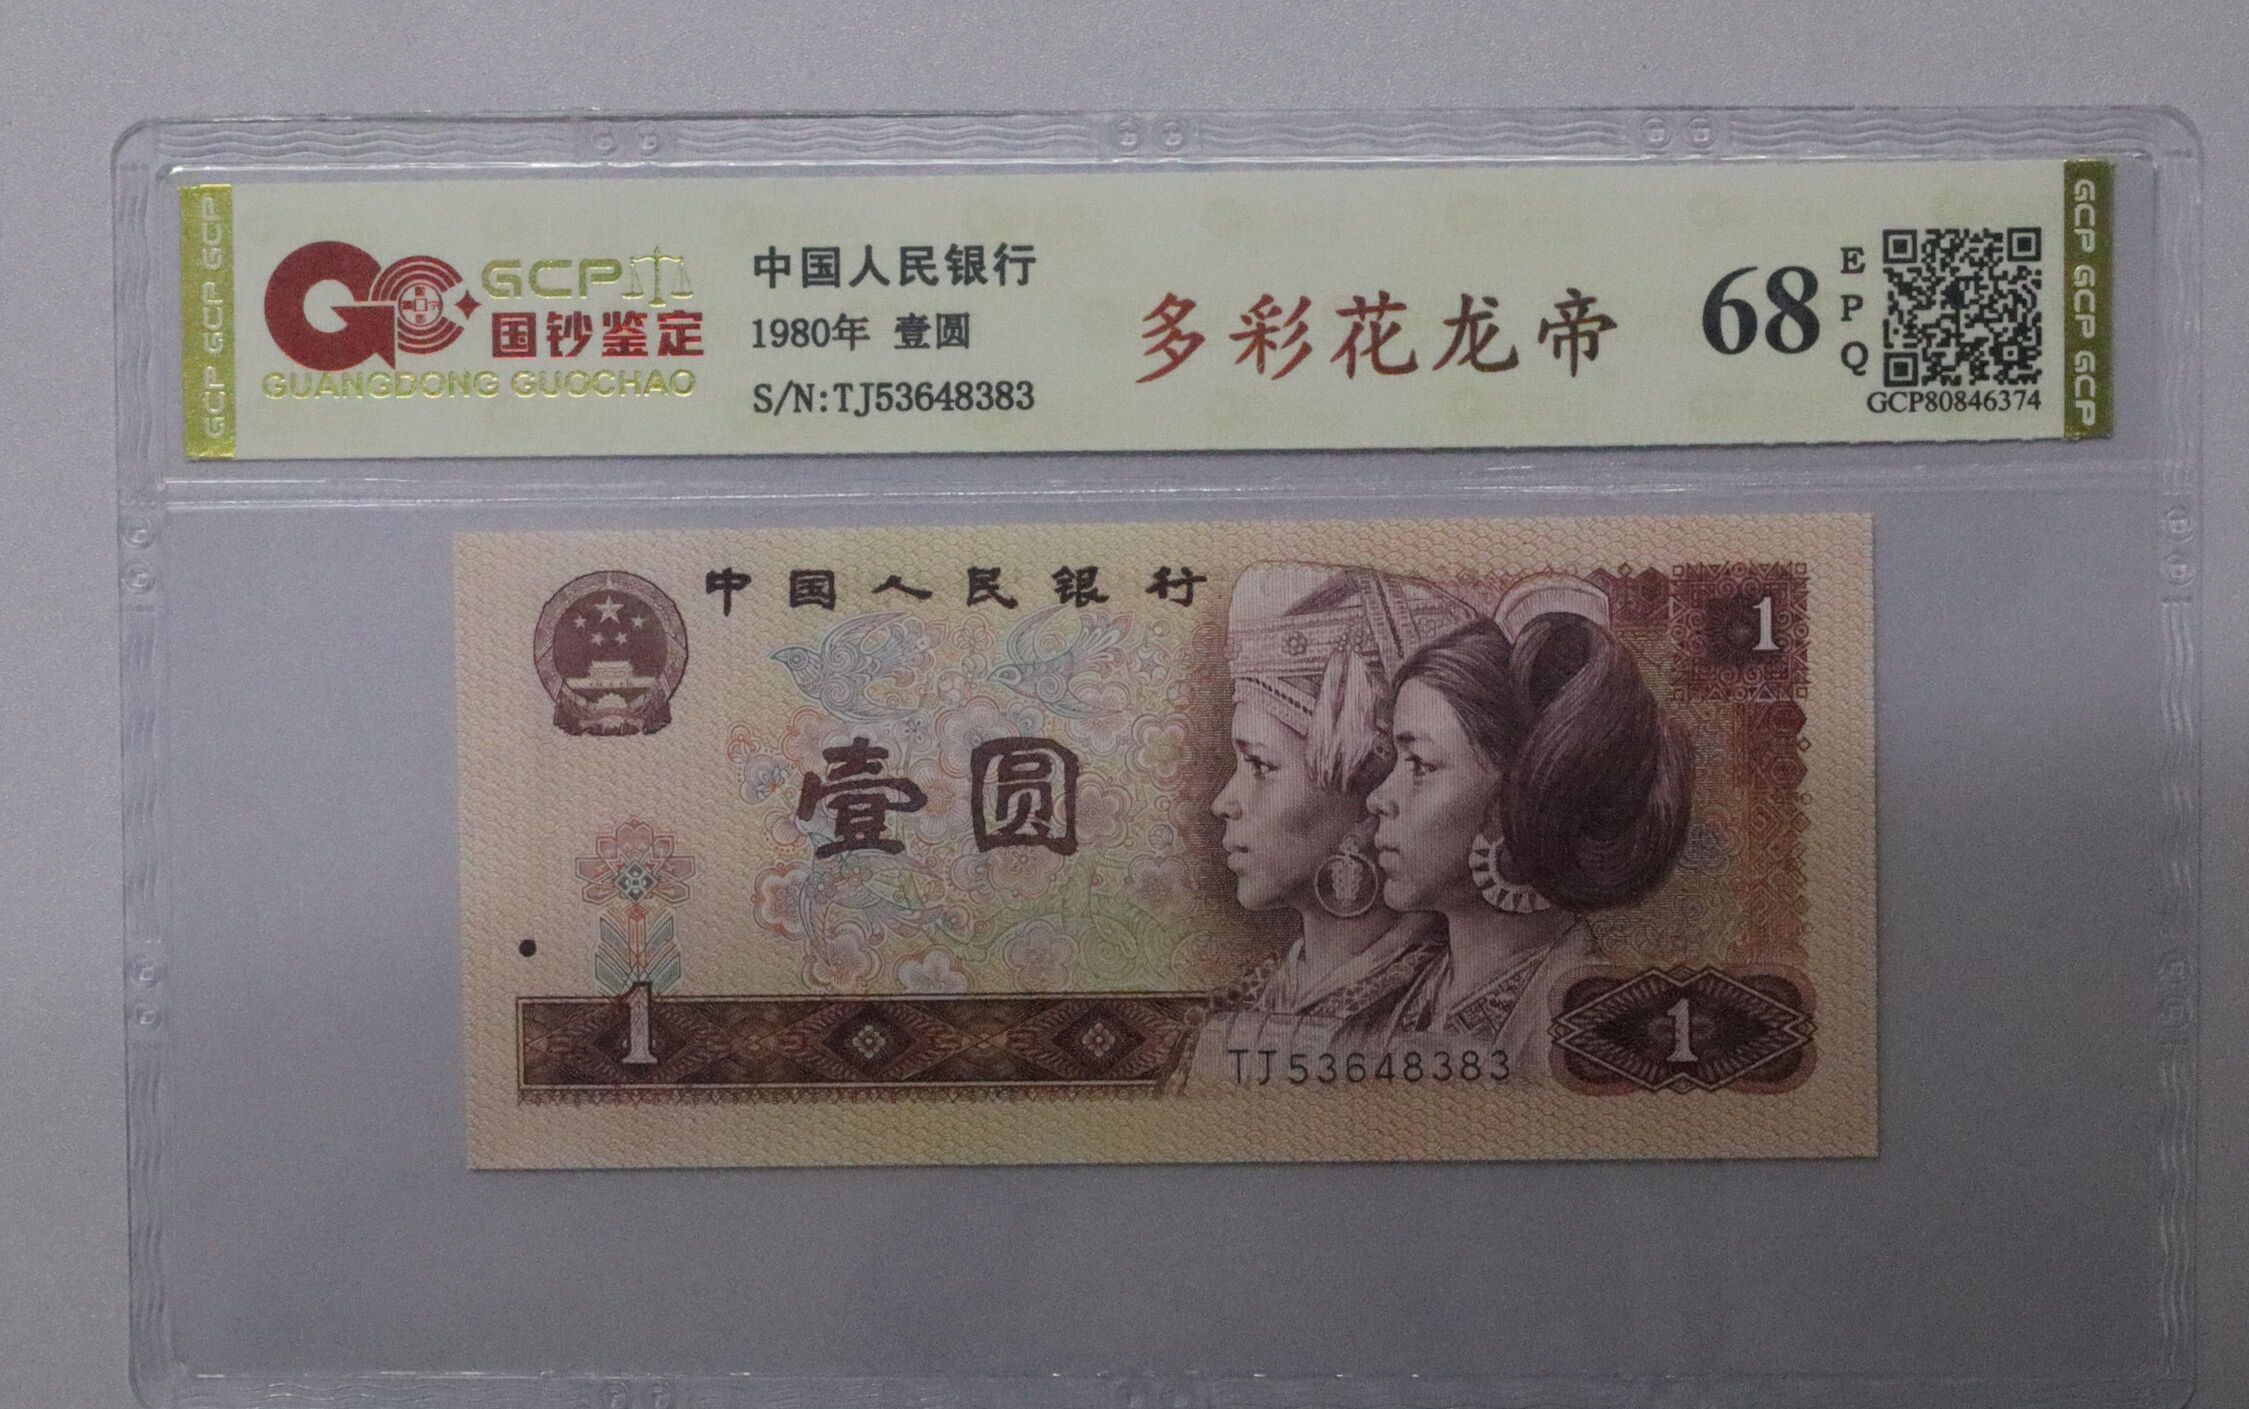 GCP GCP GCP
GCP
国钞鉴定
GUANGDONG GUOCHAO
中国人民银行
1980年 壹圆
S/N:TJ53648383
多彩花龙帝
68
EPQ
GCP80846374
GCP GCP GCP
中国人民银行
1
壹圆
1
TJ53648383
1